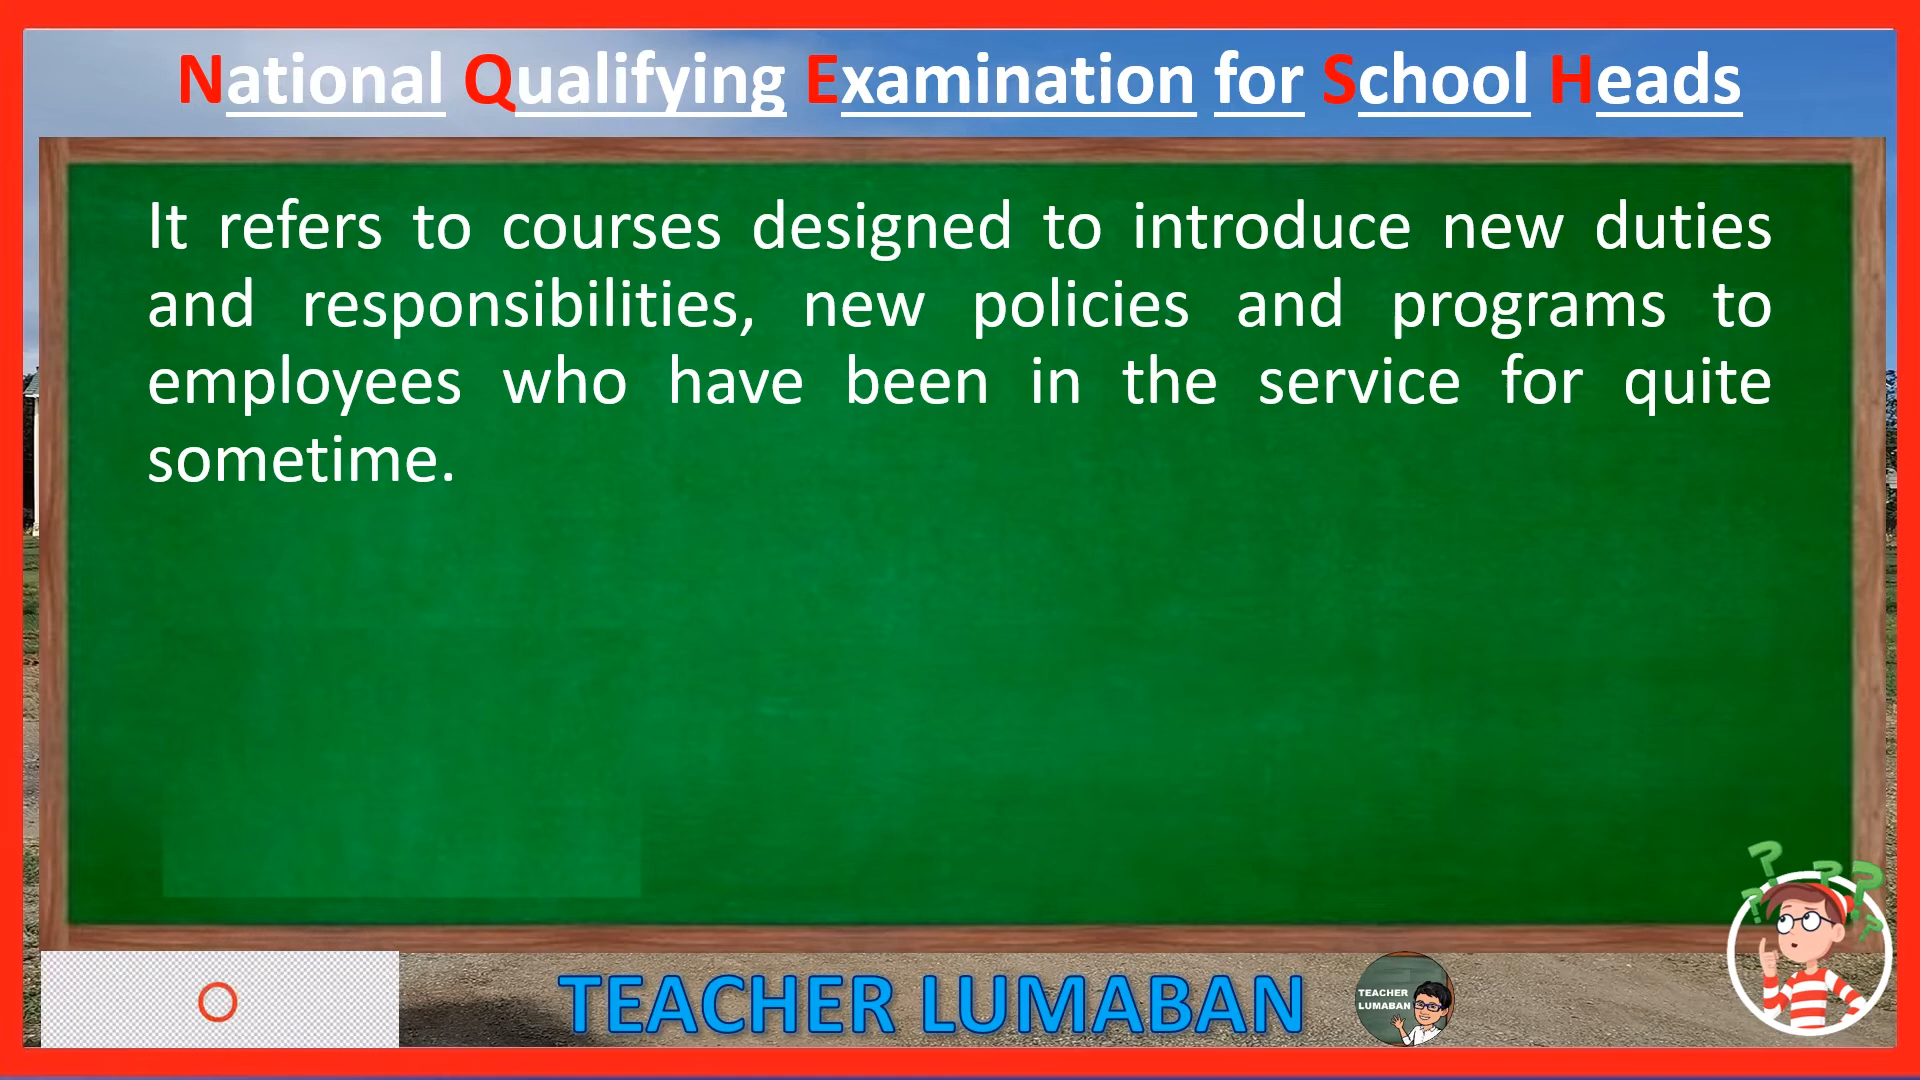 National Qualifying Examination for School Heads
It refers to courses designed to introduce new duties
and responsibilities, new policies and programs to
employees who have been in the service for quite
sometime.
TEACHER LUMABAN
TEACHER
LUMABAN